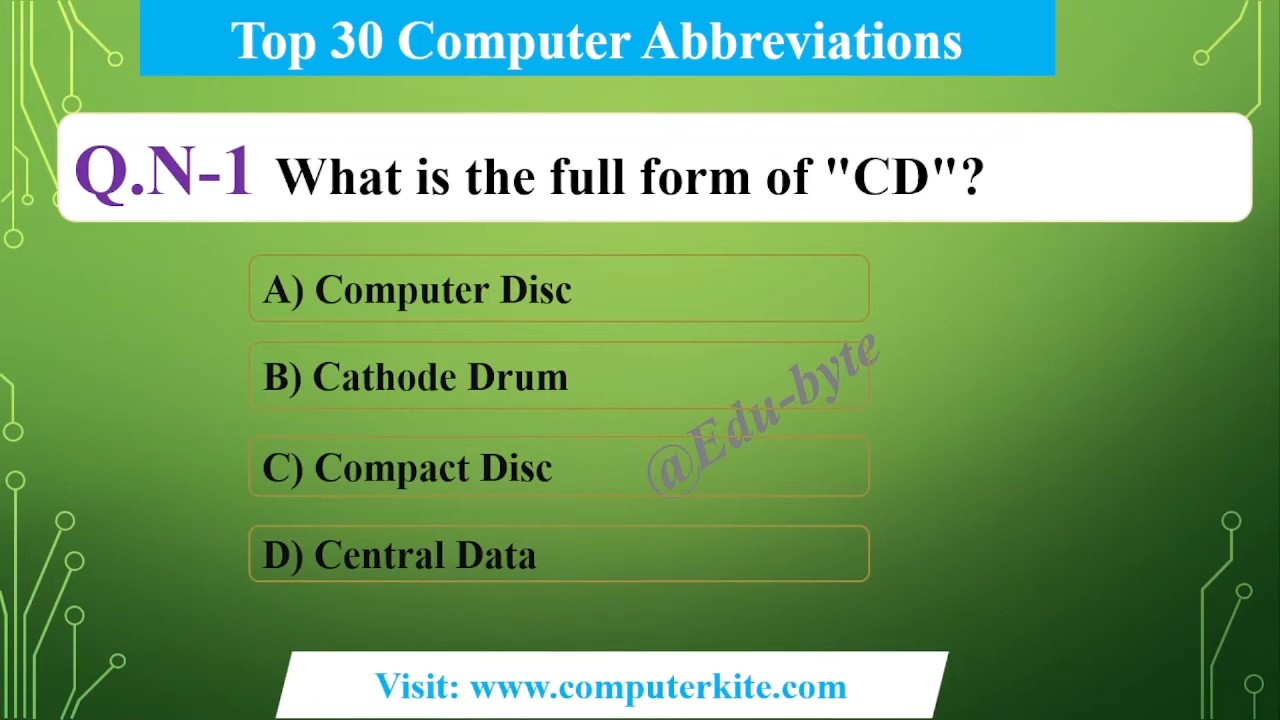 Top 30 Computer Abbreviations
Q.N-1 What is the full form of "CD"?
A) Computer Disc
B) Cathode Drum
C) Compact Disc
D) Central Data
@Edu-byte
Visit: www.computerkite.com